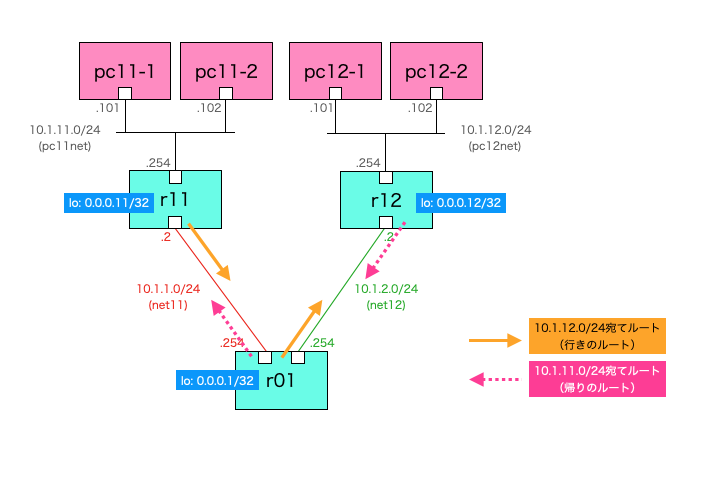 pc11-1
pc11-2
pc12-1
pc12-2
.101
.102
.101
.102
10.1.11.0/24
(pc11net)
10.1.12.0/24
(pc12net)
.254
.254
lo: 0.0.0.11/32
r11
r12
lo: 0.0.0.12/32
.2
.2
10.1.1.0/24
(net11)
10.1.2.0/24
(net12)
.254
.254
lo: 0.0.0.1/32
r01
10.1.12.0/24宛てルート
（行きのルート）
10.1.11.0/24宛てルート
（帰りのルート）